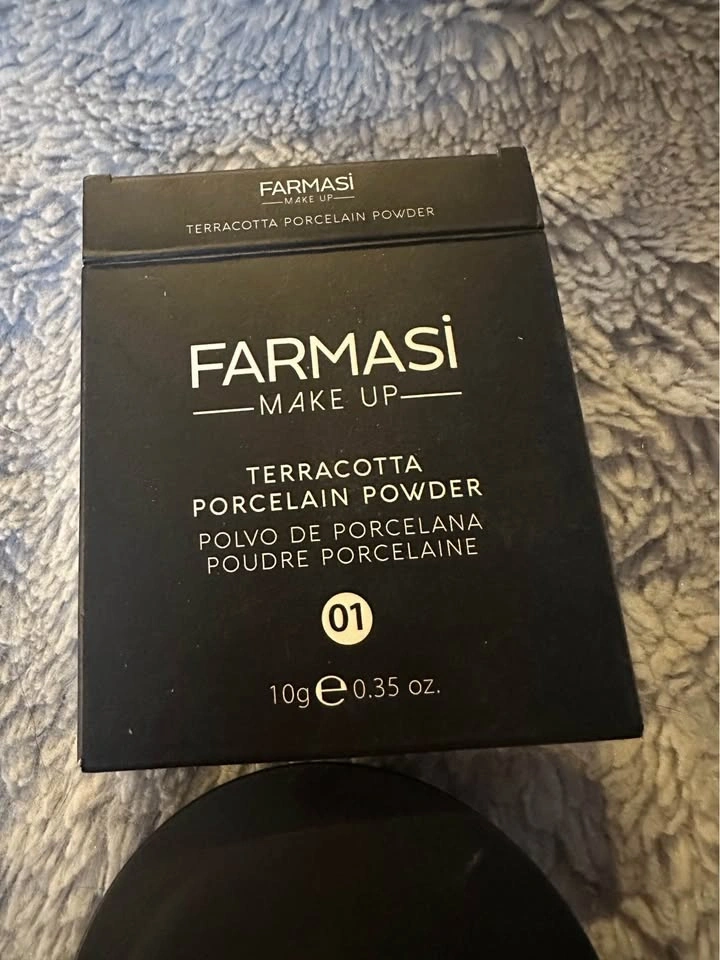 FARMASİ
MAKE UP
TERRACOTTA PORCELAIN POWDER
FARMASİ
MAKE UP
TERRACOTTA
PORCELAIN POWDER
POLVO DE PORCELANA
POUDRE PORCELAINE
01
10g e 0.35 oz.